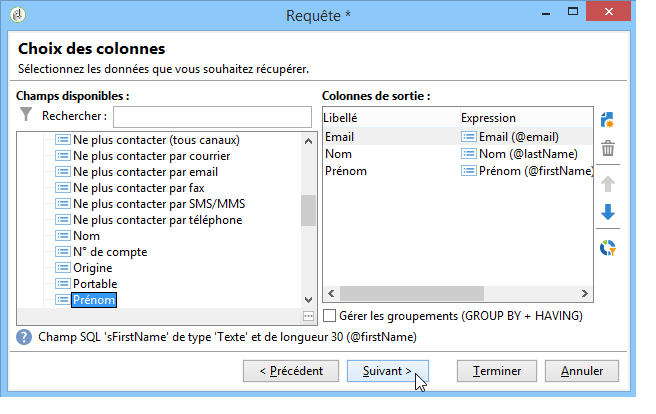 Requête *
Choix des colonnes
Sélectionnez les données que vous souhaitez récupérer.
Champs disponibles :
Rechercher :
Ne plus contacter (tous canaux)
Ne plus contacter par courrier
Ne plus contacter par email
Ne plus contacter par fax
Ne plus contacter par SMS/MMS
Ne plus contacter par téléphone
Nom
N° de compte
Origine
Portable
Prénom
Colonnes de sortie :
Libellé Expression
Email Email (@email)
Nom Nom (@lastName)
Prénom Prénom (@firstName)
Gérer les groupements (GROUP BY + HAVING)
Champ SQL 'sFirstName' de type 'Texte' et de longueur 30 (@firstName)
< Précédent Suivant > Terminer Annuler